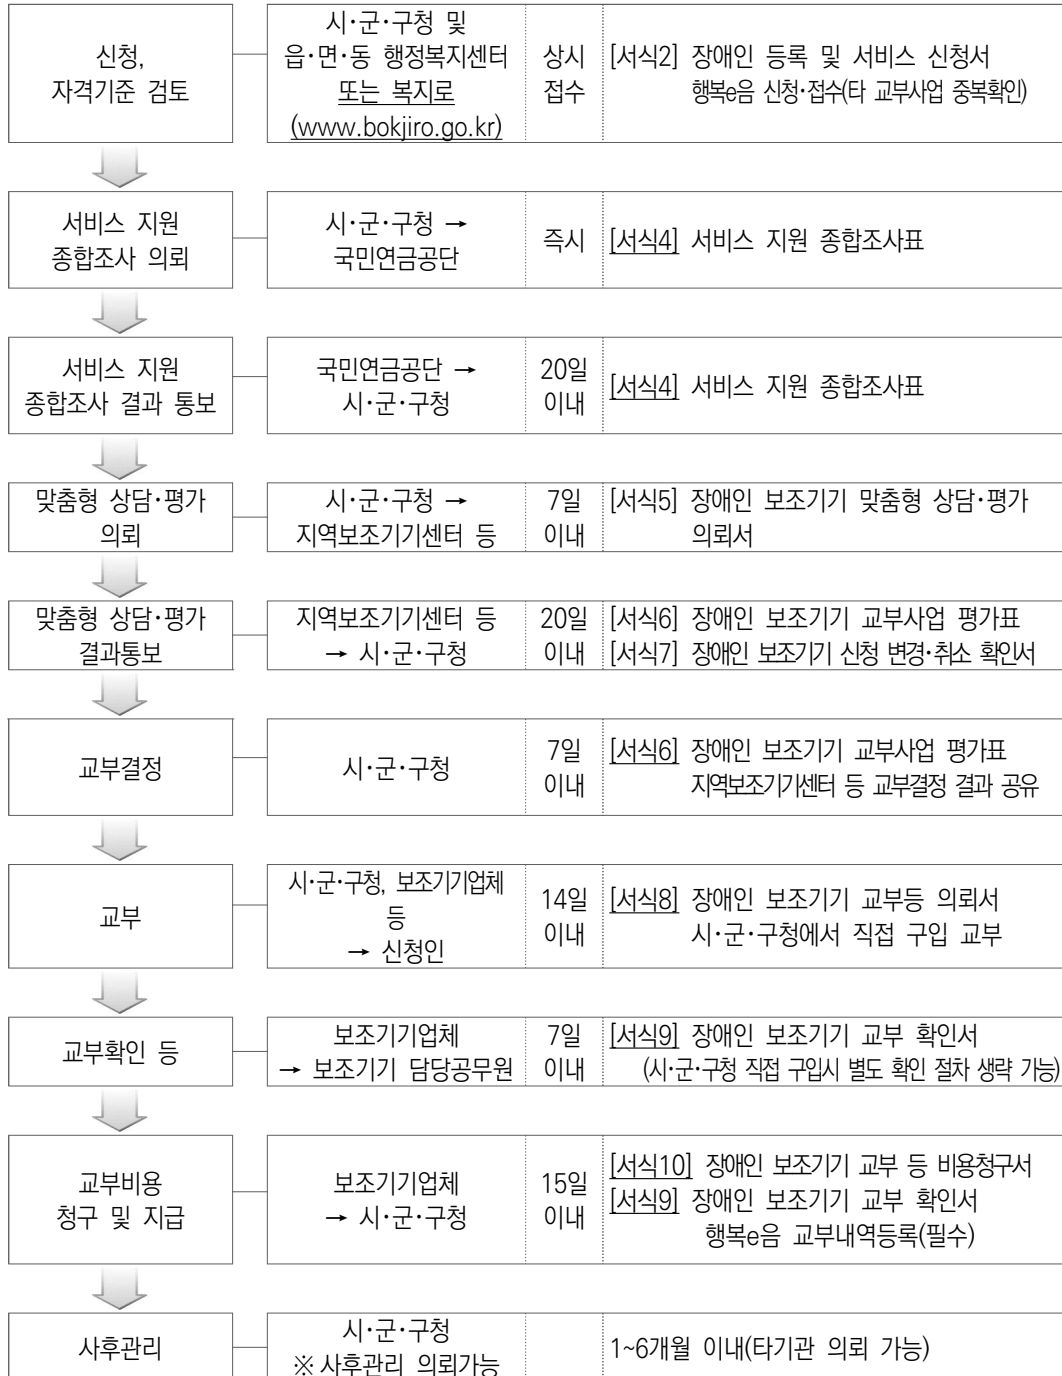 신청,
자격기준 검토
시·군·구청 및
읍·면·동 행정복지센터
또는 복지로
(www.bokjiro.go.kr)
상시
접수
[서식2] 장애인 등록 및 서비스 신청서
행복e음 신청·접수(타 교부사업 중복확인)
서비스 지원
종합조사 의뢰
시·군·구청 →
국민연금공단
즉시
[서식4] 서비스 지원 종합조사표
서비스 지원
종합조사 결과 통보
국민연금공단 →
시·군·구청
20일
이내
[서식4] 서비스 지원 종합조사표
맞춤형 상담·평가
의뢰
시·군·구청 →
지역보조기기센터 등
7일
이내
[서식5] 장애인 보조기기 맞춤형 상담·평가
의뢰서
맞춤형 상담·평가
결과통보
지역보조기기센터 등
→ 시·군·구청
20일
이내
[서식6] 장애인 보조기기 교부사업 평가표
[서식7] 장애인 보조기기 신청 변경·취소 확인서
교부결정
시·군·구청
7일
이내
[서식6] 장애인 보조기기 교부사업 평가표
지역보조기기센터 등 교부결정 결과 공유
교부
시·군·구청, 보조기기업체
등
→ 신청인
14일
이내
[서식8] 장애인 보조기기 교부등 의뢰서
시·군·구청에서 직접 구입 교부
교부확인 등
보조기기업체
→ 보조기기 담당공무원
7일
이내
[서식9] 장애인 보조기기 교부 확인서
(시·군·구청 직접 구입시 별도 확인 절차 생략 가능)
교부비용
청구 및 지급
보조기기업체
→ 시·군·구청
15일
이내
[서식10] 장애인 보조기기 교부 등 비용청구서
[서식9] 장애인 보조기기 교부 확인서
행복e음 교부내역등록(필수)
사후관리
시·군·구청
※ 사후관리 의뢰가능
1~6개월 이내(타기관 의뢰 가능)